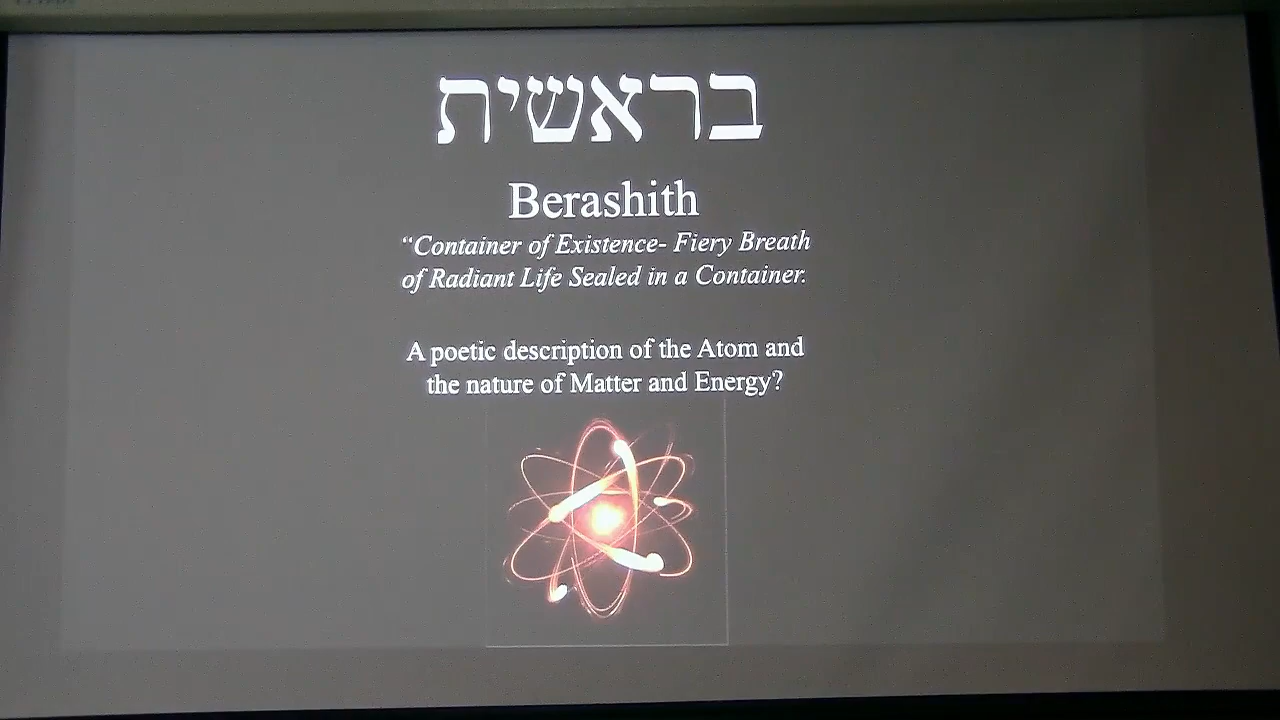 בראשית
Berashith
“Container of Existence- Fiery Breath
of Radiant Life Sealed in a Container.
A poetic description of the Atom and
the nature of Matter and Energy?